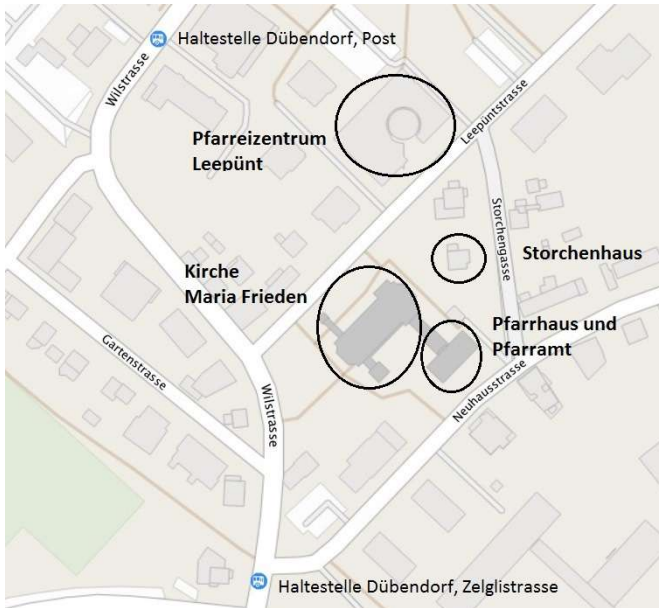 Haltestelle Dübendorf, Post
Wilstrasse
Leepüntstrasse
Pfarreizentrum
Leepünt
Storchengasse
Storchenhaus
Kirche
Maria Frieden
Pfarrhaus und
Pfarramt
Gartenstrasse
Wilstrasse
Neuhausstrasse
Haltestelle Dübendorf, Zelglistrasse